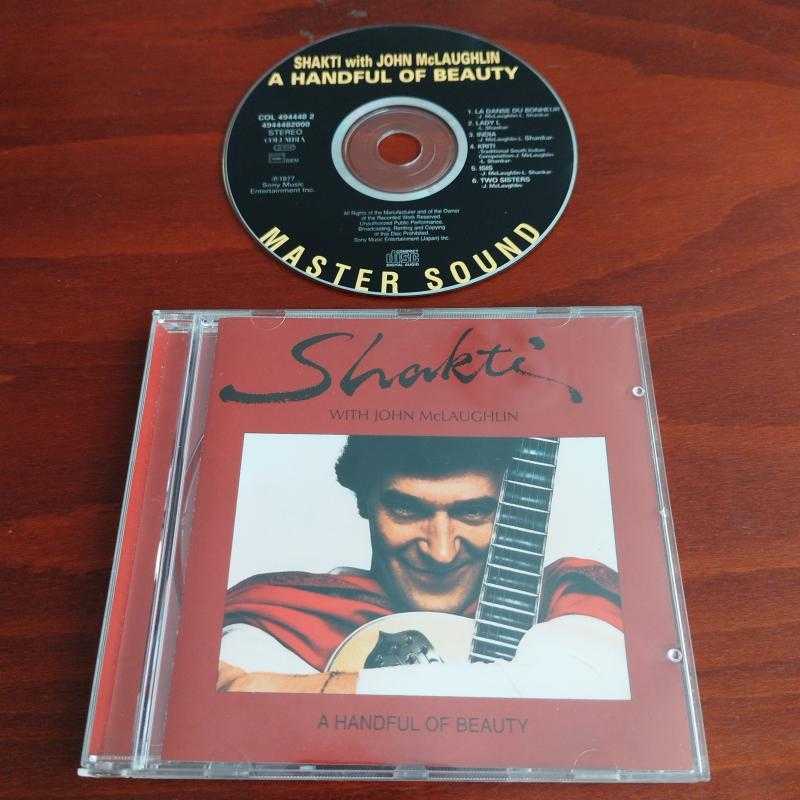 SHAKTI with JOHN McLAUGHLIN
A HANDFUL OF BEAUTY
COL 494448 2
4944482000
STEREO
COLUMBIA
℗1977
Sony Music
Entertainment Inc.
1. LA DANSE DU BONHEUR
-J. McLaughlin-L. Shankar-
2. LADY L
-L. Shankar-
3. INDIA
-J. McLaughlin-L. Shankar-
4. KRITI
-Traditional South Indian
Composition-J. McLaughlin
-L. Shankar-
5. ISIS
-J. McLaughlin-L. Shankar
6. TWO SISTERS
-J. McLaughlin-
All Rights of the Manufacturer and of the Owner
of the Recorded Work Reserved.
Unauthorized Public Performance,
Broadcasting, Renting and Copying
of this Disc Prohibited.
Sony Music Entertainment (Japan) Inc.
COMPACT
disc
DIGITAL AUDIO
MASTER SOUND
Shakti
WITH JOHN McLAUGHLIN
A HANDFUL OF BEAUTY